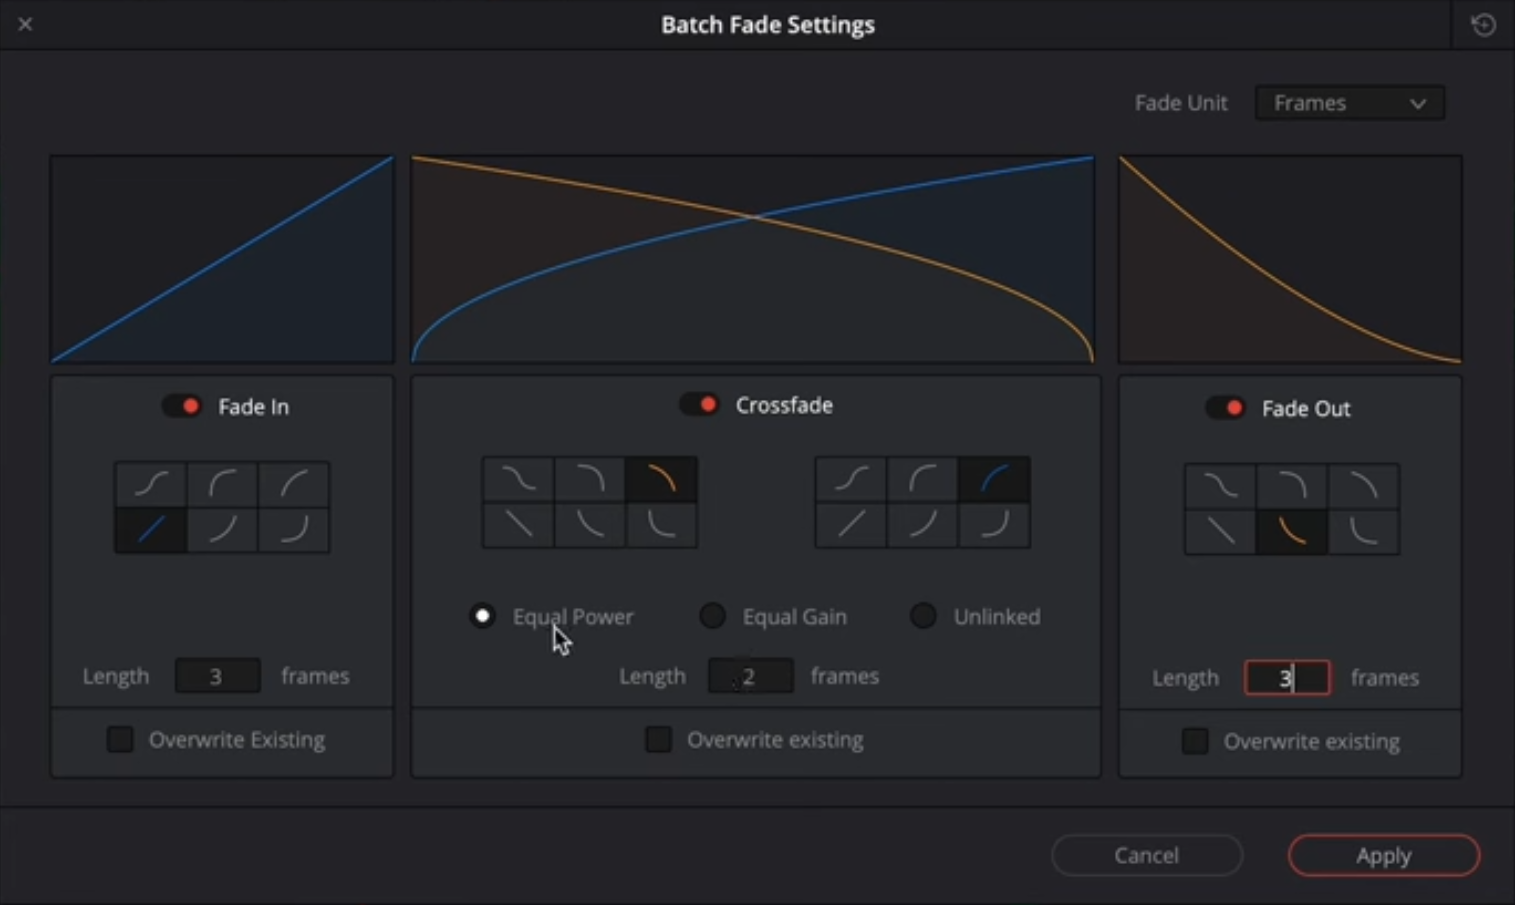 Batch Fade Settings
Fade Unit Frames
Fade In
Crossfade
Fade Out
Equal Power Equal Gain Unlinked
Length 3 frames
Length 2 frames
Length 3 frames
Overwrite Existing
Overwrite existing
Overwrite existing
Cancel Apply